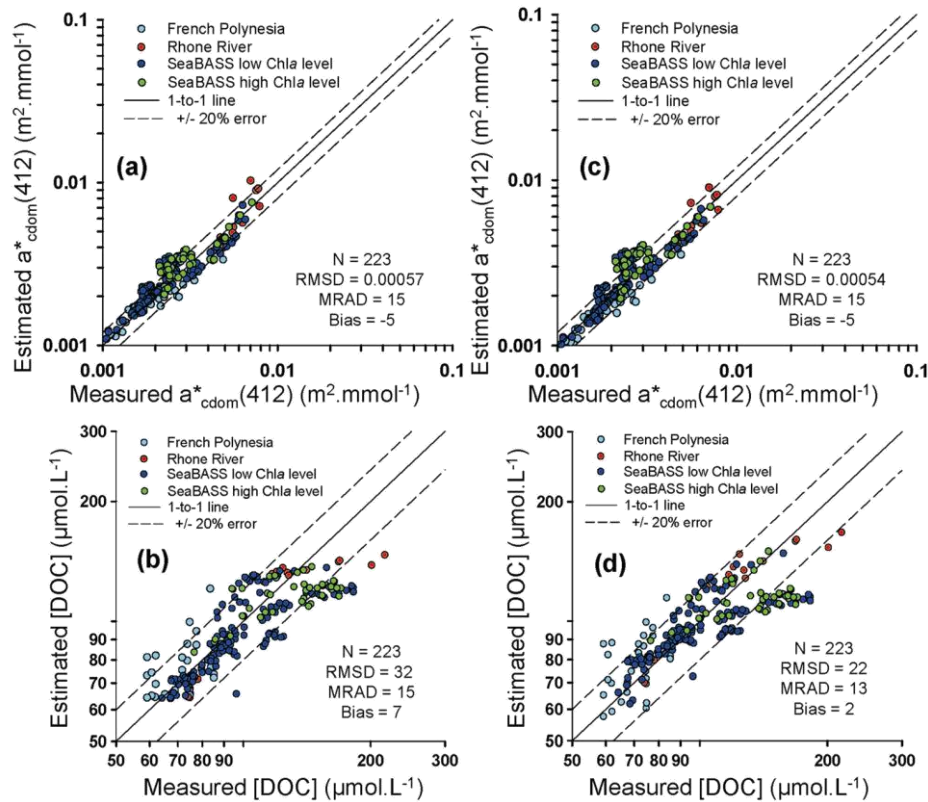 0.1
French Polynesia
Rhone River
SeaBASS low Chla level
SeaBASS high Chla level
1-to-1 line
+/- 20% error
(a)
0.01
N = 223
RMSD = 0.00057
MRAD = 15
Bias = -5
0.001
0.001 0.01 0.1
Estimated a*cdom(412) (m2.mmol-1)
Measured a*cdom(412) (m2.mmol-1)
0.1
French Polynesia
Rhone River
SeaBASS low Chla level
SeaBASS high Chla level
1-to-1 line
+/- 20% error
(c)
0.01
N = 223
RMSD = 0.00054
MRAD = 15
Bias = -5
0.001
0.001 0.01 0.1
Estimated a*cdom(412) (m2.mmol-1)
Measured a*cdom(412) (m2.mmol-1)
300
French Polynesia
Rhone River
SeaBASS low Chla level
SeaBASS high Chla level
1-to-1 line
+/- 20% error
200
(b)
90
80
70
60
50
N = 223
RMSD = 32
MRAD = 15
Bias = 7
50 60 70 80 90 200 300
Estimated [DOC] (µmol.L-1)
Measured [DOC] (µmol.L-1)
300
French Polynesia
Rhone River
SeaBASS low Chla level
SeaBASS high Chla level
1-to-1 line
+/- 20% error
200
(d)
90
80
70
60
50
N = 223
RMSD = 22
MRAD = 13
Bias = 2
50 60 70 80 90 200 300
Estimated [DOC] (µmol.L-1)
Measured [DOC] (µmol.L-1)